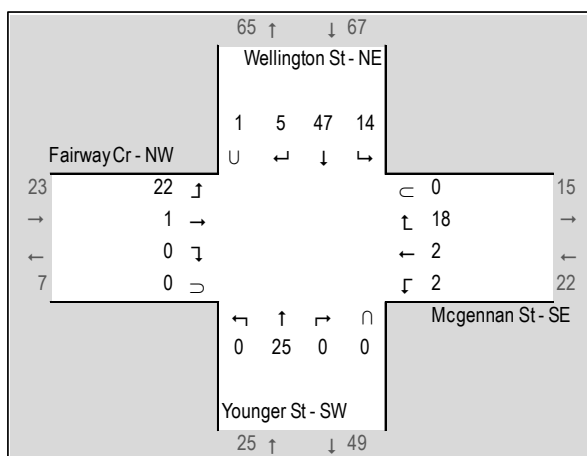 65 ↑ ↓ 67
Wellington St - NE
1 5 47 14
∪ ↵ ↓ ↳
Fairway Cr - NW
23 22 ↥ ⊂ 0 15
→ 1 → ↥ 18 →
← 0 ↴ ← 2 ←
7 0 ⊃ ↧ 2 22
Mcgennan St - SE
↰ ↑ ↱ ∩
0 25 0 0
Younger St - SW
25 ↑ ↓ 49